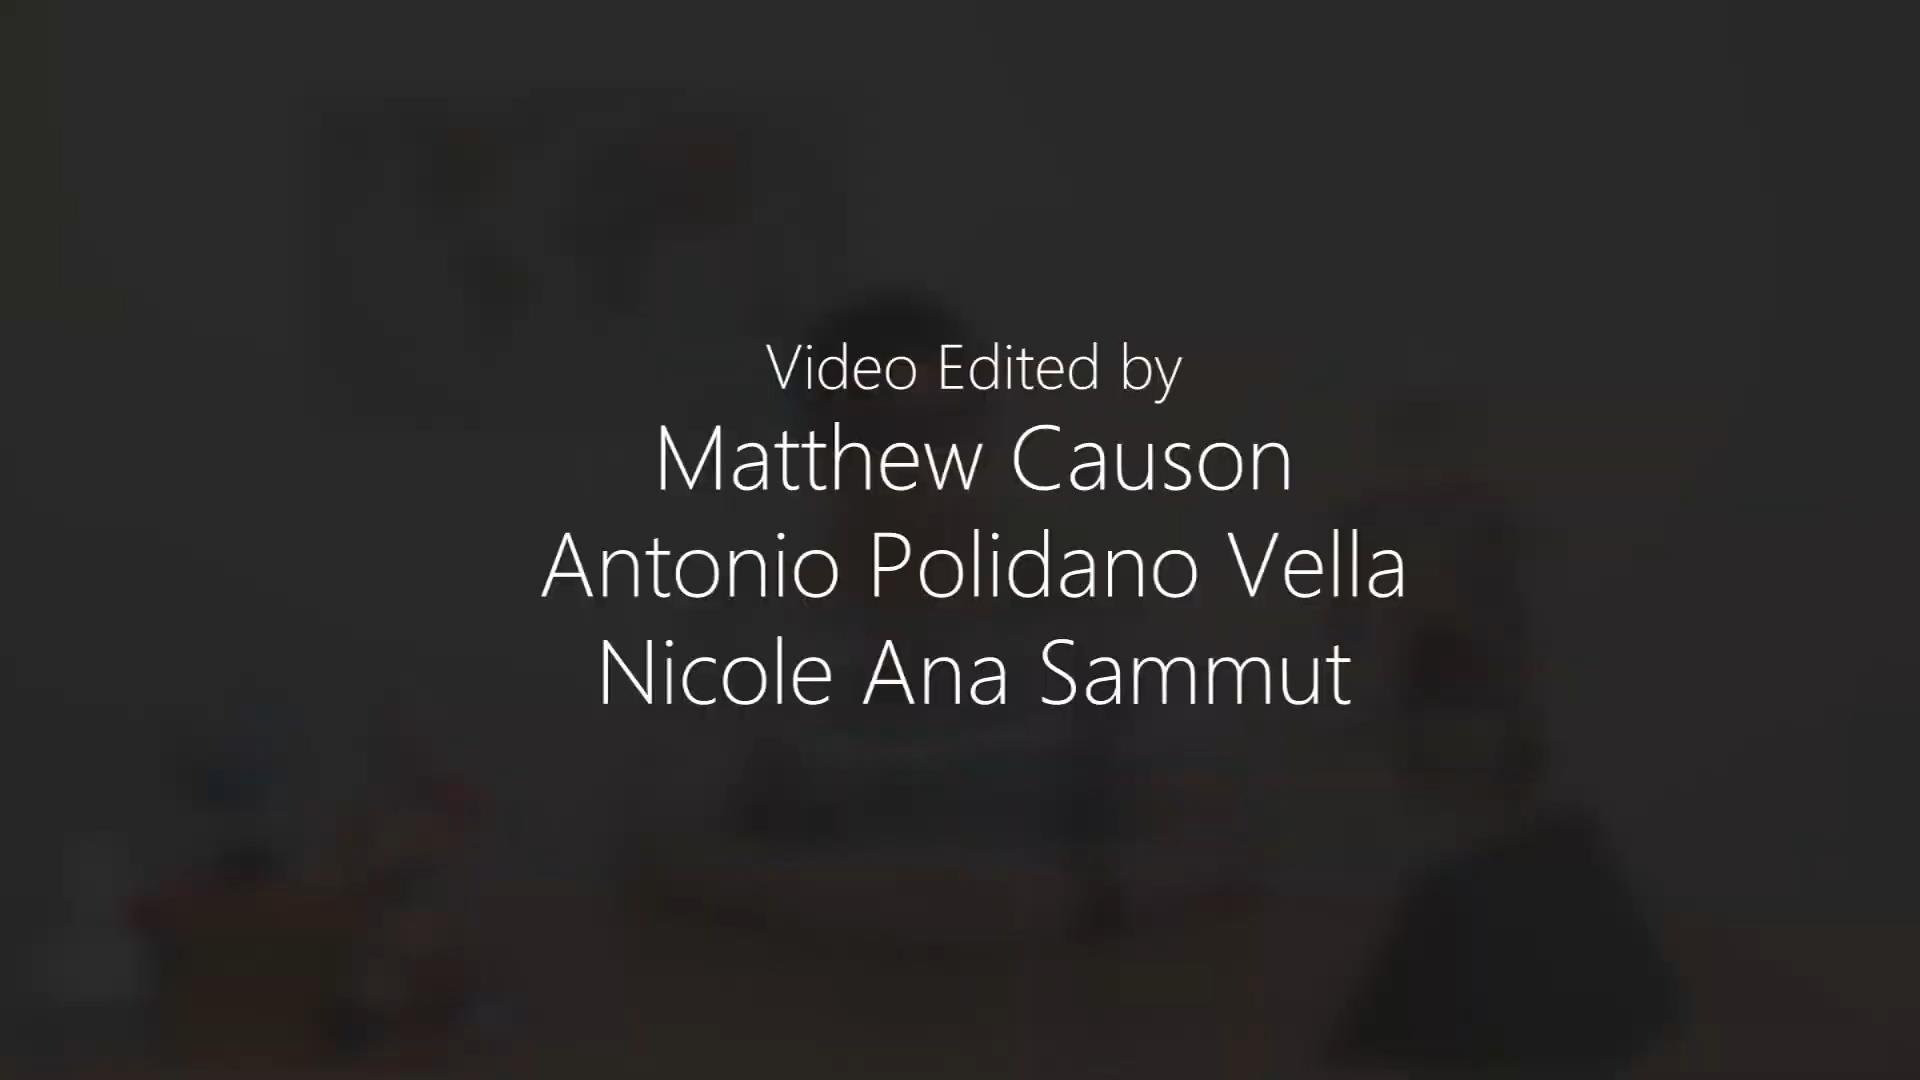 Video Edited by
Matthew Causon
Antonio Polidano Vella
Nicole Ana Sammut